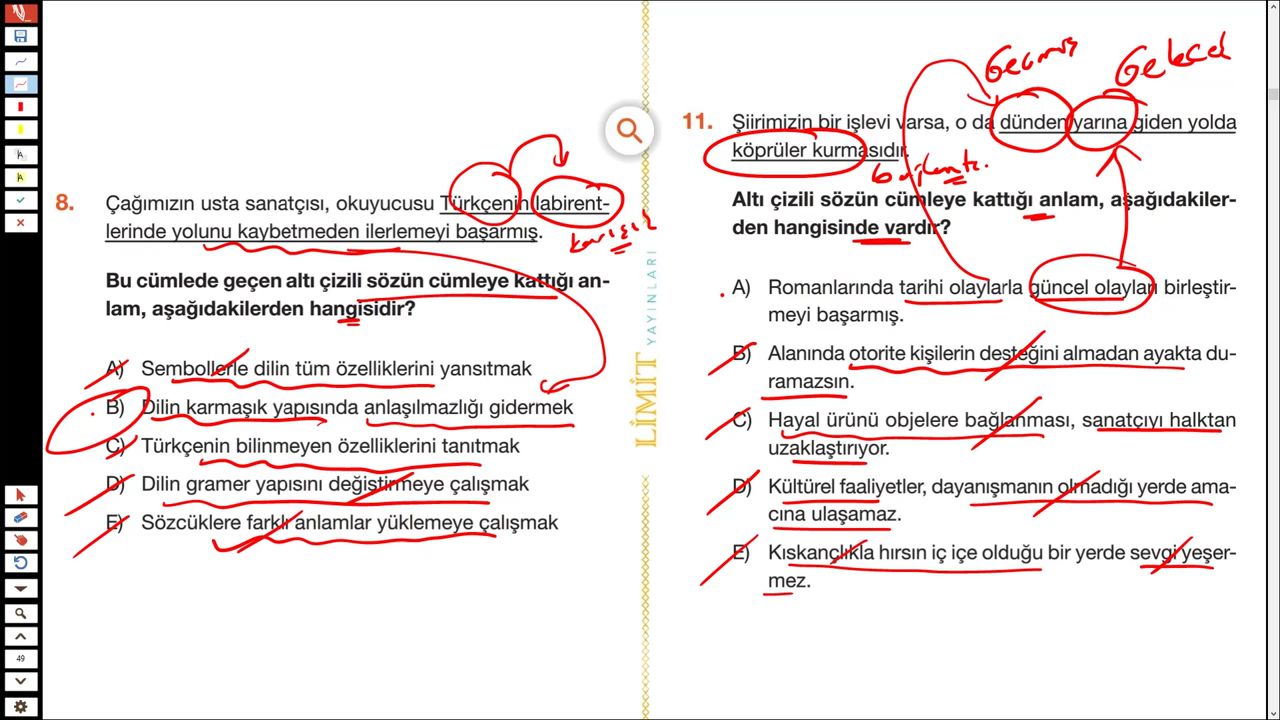 8. Çağımızın usta sanatçısı, okuyucusu Türkçenin labirent-
lerinde yolunu kaybetmeden ilerlemeyi başarmış.
karışık
Bu cümlede geçen altı çizili sözün cümleye kattığı an-
lam, aşağıdakilerden hangisidir?
A) Sembollerle dilin tüm özelliklerini yansıtmak
B) Dilin karmaşık yapısında anlaşılmazlığı gidermek
C) Türkçenin bilinmeyen özelliklerini tanıtmak
D) Dilin gramer yapısını değiştirmeye çalışmak
E) Sözcüklere farklı anlamlar yüklemeye çalışmak
49
LİMİT YAYINLARI
Geçmiş Gelecek
11. Şiirimizin bir işlevi varsa, o da dünden yarına giden yolda
köprüler kurmasıdır.
bağlantı.
Altı çizili sözün cümleye kattığı anlam, aşağıdakiler-
den hangisinde vardır?
A) Romanlarında tarihi olaylarla güncel olayları birleştir-
meyi başarmış.
B) Alanında otorite kişilerin desteğini almadan ayakta du-
ramazsın.
C) Hayal ürünü objelere bağlanması, sanatçıyı halktan
uzaklaştırıyor.
D) Kültürel faaliyetler, dayanışmanın olmadığı yerde ama-
cına ulaşamaz.
E) Kıskançlıkla hırsın iç içe olduğu bir yerde sevgi yeşer-
mez.